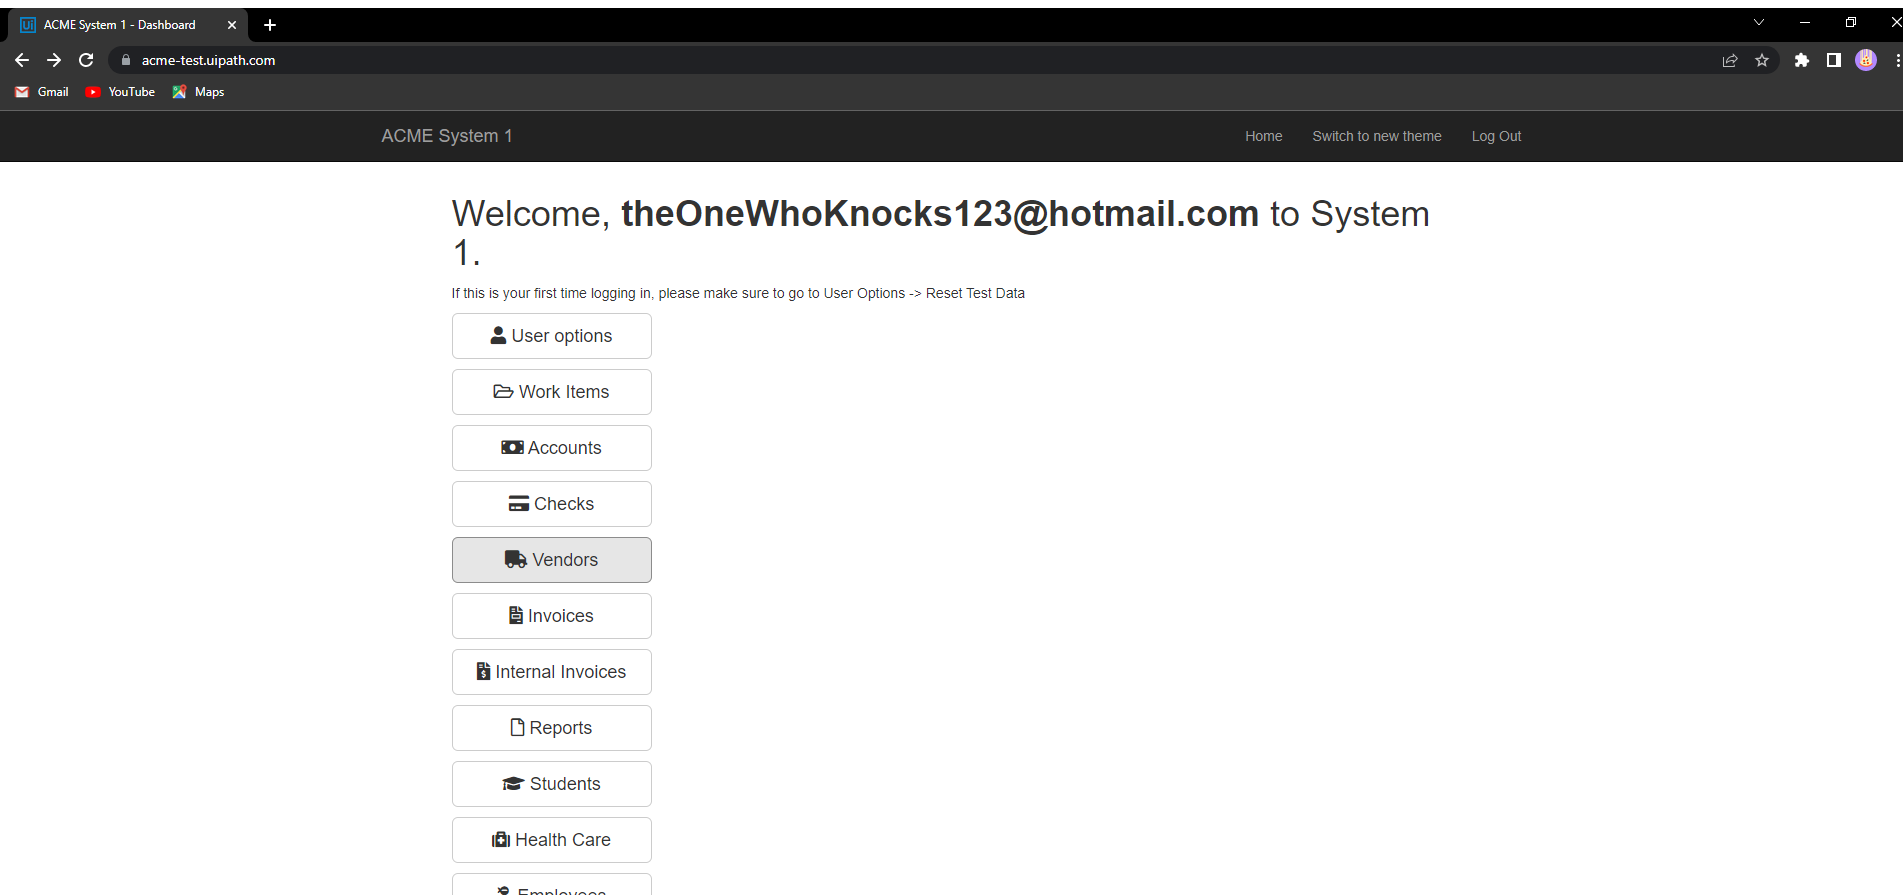 ACME System 1 - Dashboard
acme-test.uipath.com
Gmail YouTube Maps
ACME System 1 Home Switch to new theme Log Out
Welcome, theOneWhoKnocks123@hotmail.com to System
1.
If this is your first time logging in, please make sure to go to User Options -> Reset Test Data
User options
Work Items
Accounts
Checks
Vendors
Invoices
Internal Invoices
Reports
Students
Health Care
Employees